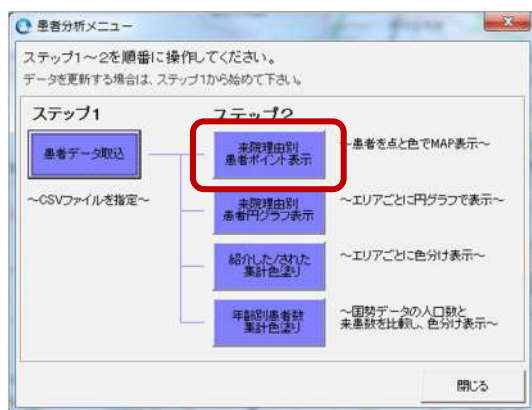 患者分析メニュー
ステップ1～2を順番に操作してください。
データを更新する場合は、ステップ1から始めて下さい。
ステップ1
ステップ2
患者データ取込
～CSVファイルを指定～
来院理由別
患者ポイント表示
～患者を点と色でMAP表示～
来院理由別
患者円グラフ表示
～エリアごとに円グラフで表示～
紹介した/された
集計色塗り
～エリアごとに色分け表示～
年齢別患者数
集計色塗り
～国勢データの人口数と
来患数を比較し、色分け表示～
閉じる